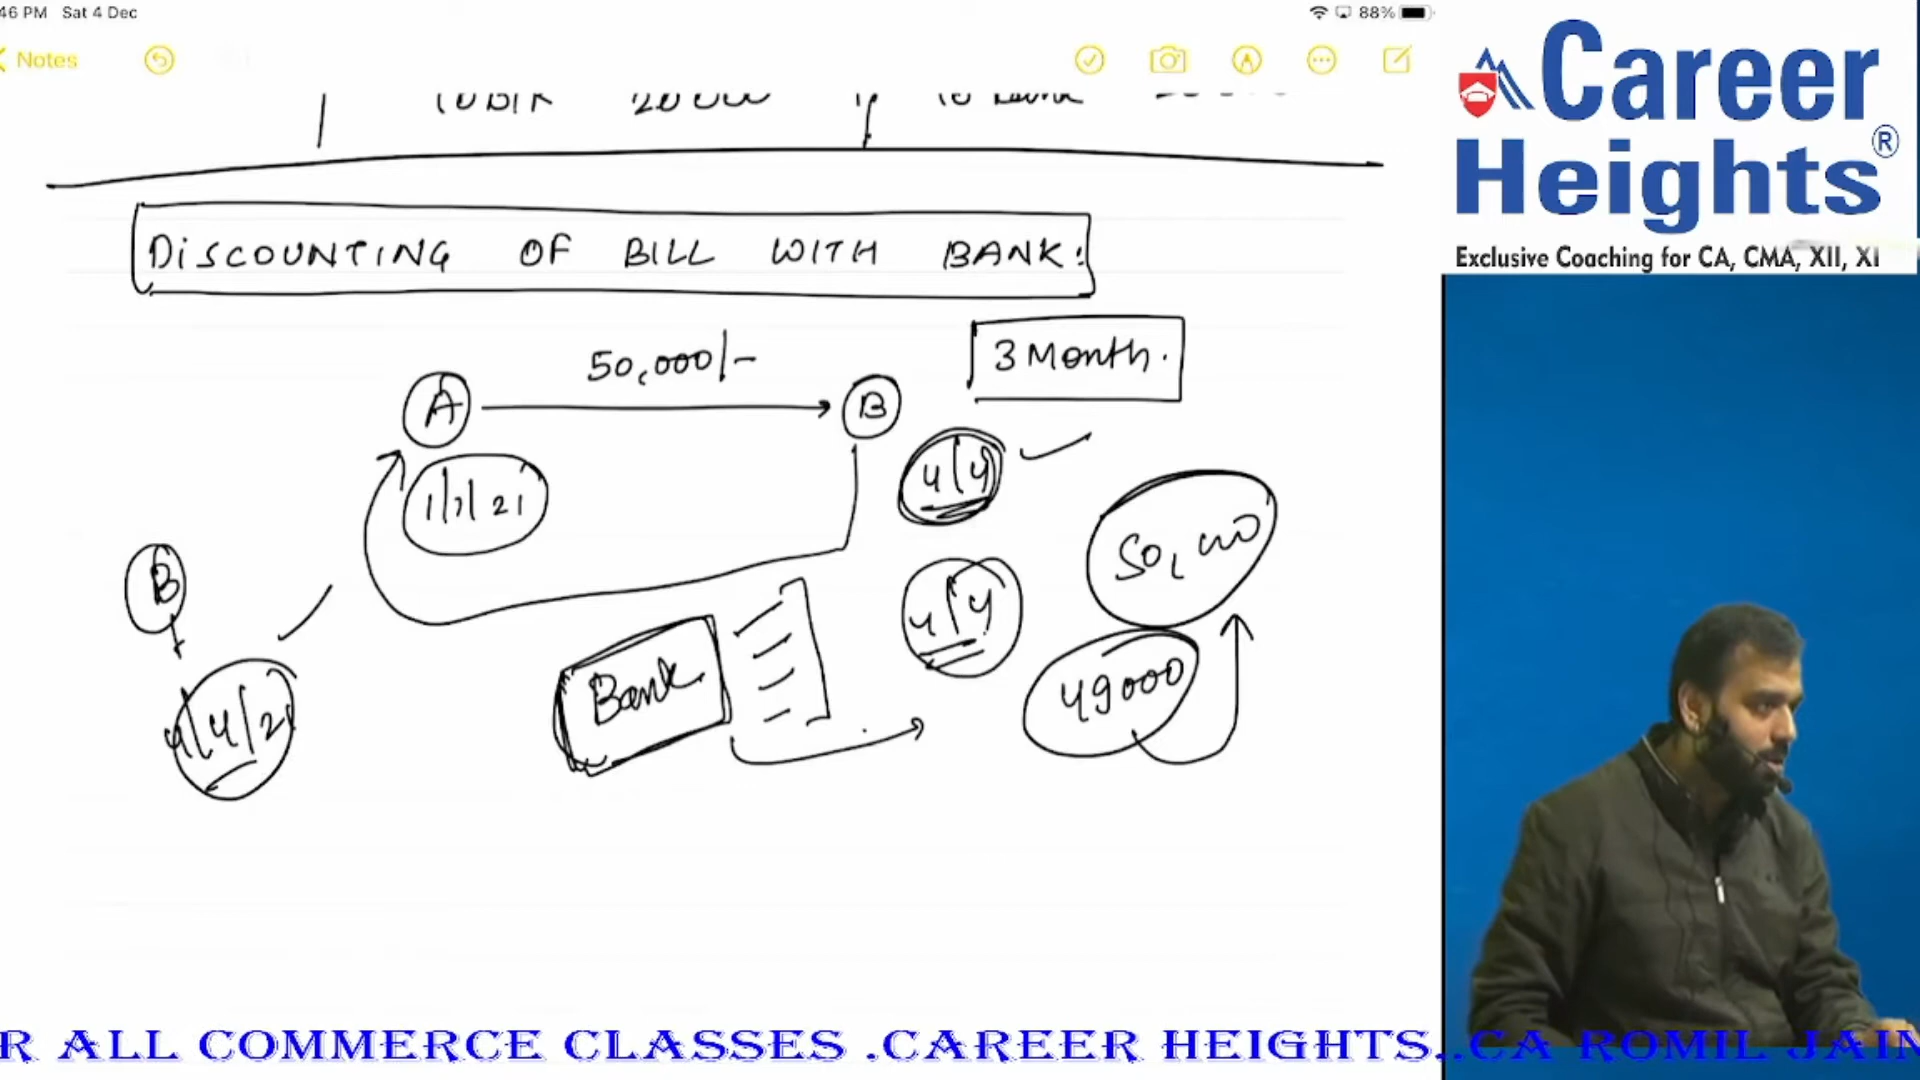 46 PM Sat 4 Dec
88%
Notes
20000
DISCOUNTING OF BILL WITH BANK:
50,000/-
3 Month.
A
B
4/4
1/1/21
50,000
B
4/4
Bank
49000
4/4/21
Career
Heights®
Exclusive Coaching for CA, CMA, XII, XI
R ALL COMMERCE CLASSES .CAREER HEIGHTS..CA ROMIL JAIN